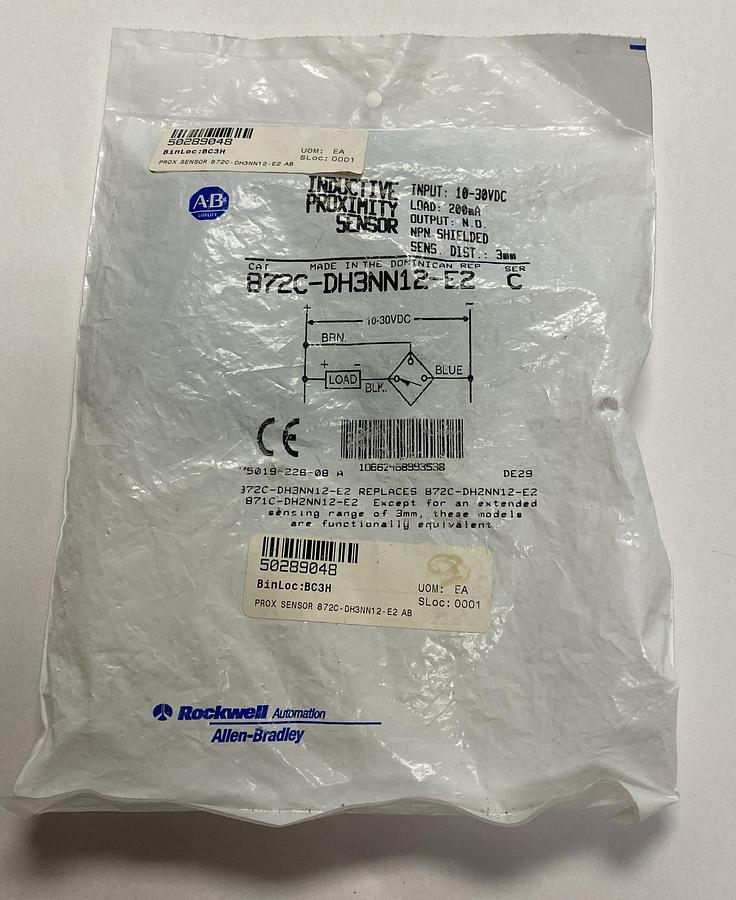 50289048
BinLoc:BC3H
UOM: EA
PROX SENSOR 872C-DH3NN12-E2 AB
SLoc: 0001
A-B
QUALITY
INDUCTIVE
PROXIMITY
SENSOR
INPUT: 10-30VDC
LOAD: 200mA
OUTPUT: N.O.
NPN SHIELDED
SENS. DIST.: 3mm
CAT MADE IN THE DOMINICAN REP SER
872C-DH3NN12-E2 C
+ -
10-30VDC
BRN.
+ -
LOAD
BLK.
BLUE
CE
10662468993538
75019-228-08 A
DE29
872C-DH3NN12-E2 REPLACES 872C-DH2NN12-E2
871C-DH2NN12-E2 Except for an extended
sensing range of 3mm, these models
are functionally equivalent
50289048
BinLoc:BC3H
UOM: EA
PROX SENSOR 872C-DH3NN12-E2 AB
SLoc: 0001
Rockwell Automation
Allen-Bradley